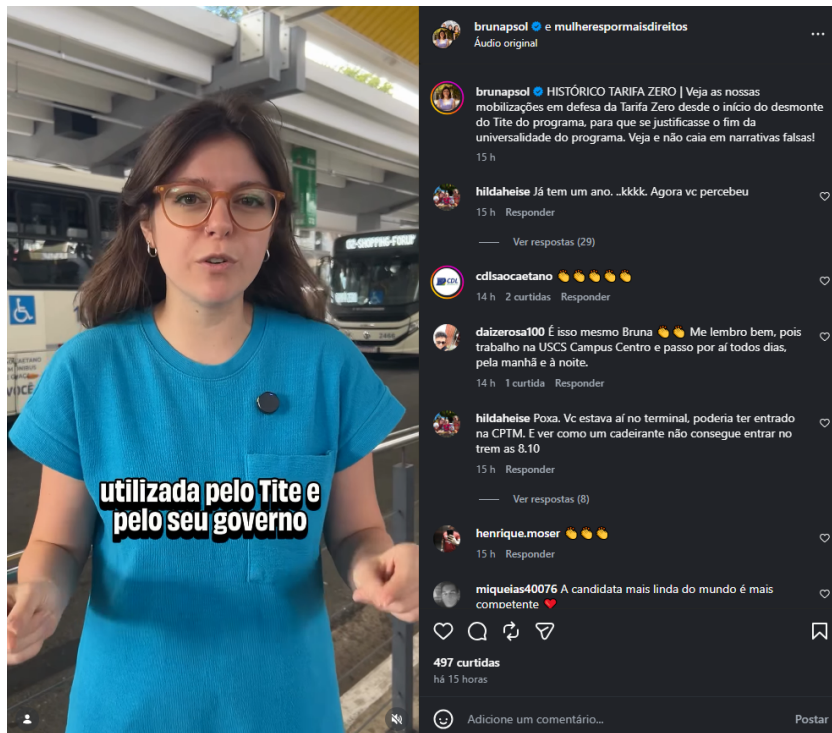 brunapsol e mulherespormaisdireitos
Áudio original
brunapsol HISTÓRICO TARIFA ZERO | Veja as nossas
mobilizações em defesa da Tarifa Zero desde o início do desmonte
do Tite do programa, para que se justificasse o fim da
universalidade do programa. Veja e não caia em narrativas falsas!
15 h
hildaheise Já tem um ano. ..kkkk. Agora vc percebeu
15 h Responder
Ver respostas (29)
CDL
cdlsaocaetano 👏👏👏👏👏
14 h 2 curtidas Responder
daizerosa100 É isso mesmo Bruna 👏👏 Me lembro bem, pois
trabalho na USCS Campus Centro e passo por aí todos dias,
pela manhã e à noite.
14 h 1 curtida Responder
hildaheise Poxa. Vc estava aí no terminal, poderia ter entrado
na CPTM. E ver como um cadeirante não consegue entrar no
trem as 8.10
15 h Responder
Ver respostas (8)
henrique.moser 👏👏👏
15 h Responder
miqueias40076 A candidata mais linda do mundo é mais
competente ❤️
497 curtidas
há 15 horas
Adicione um comentário...
Postar
02-SHOPPING-FORUM
CAETANO
VOCÊ
utilizada pelo Tite e
pelo seu governo